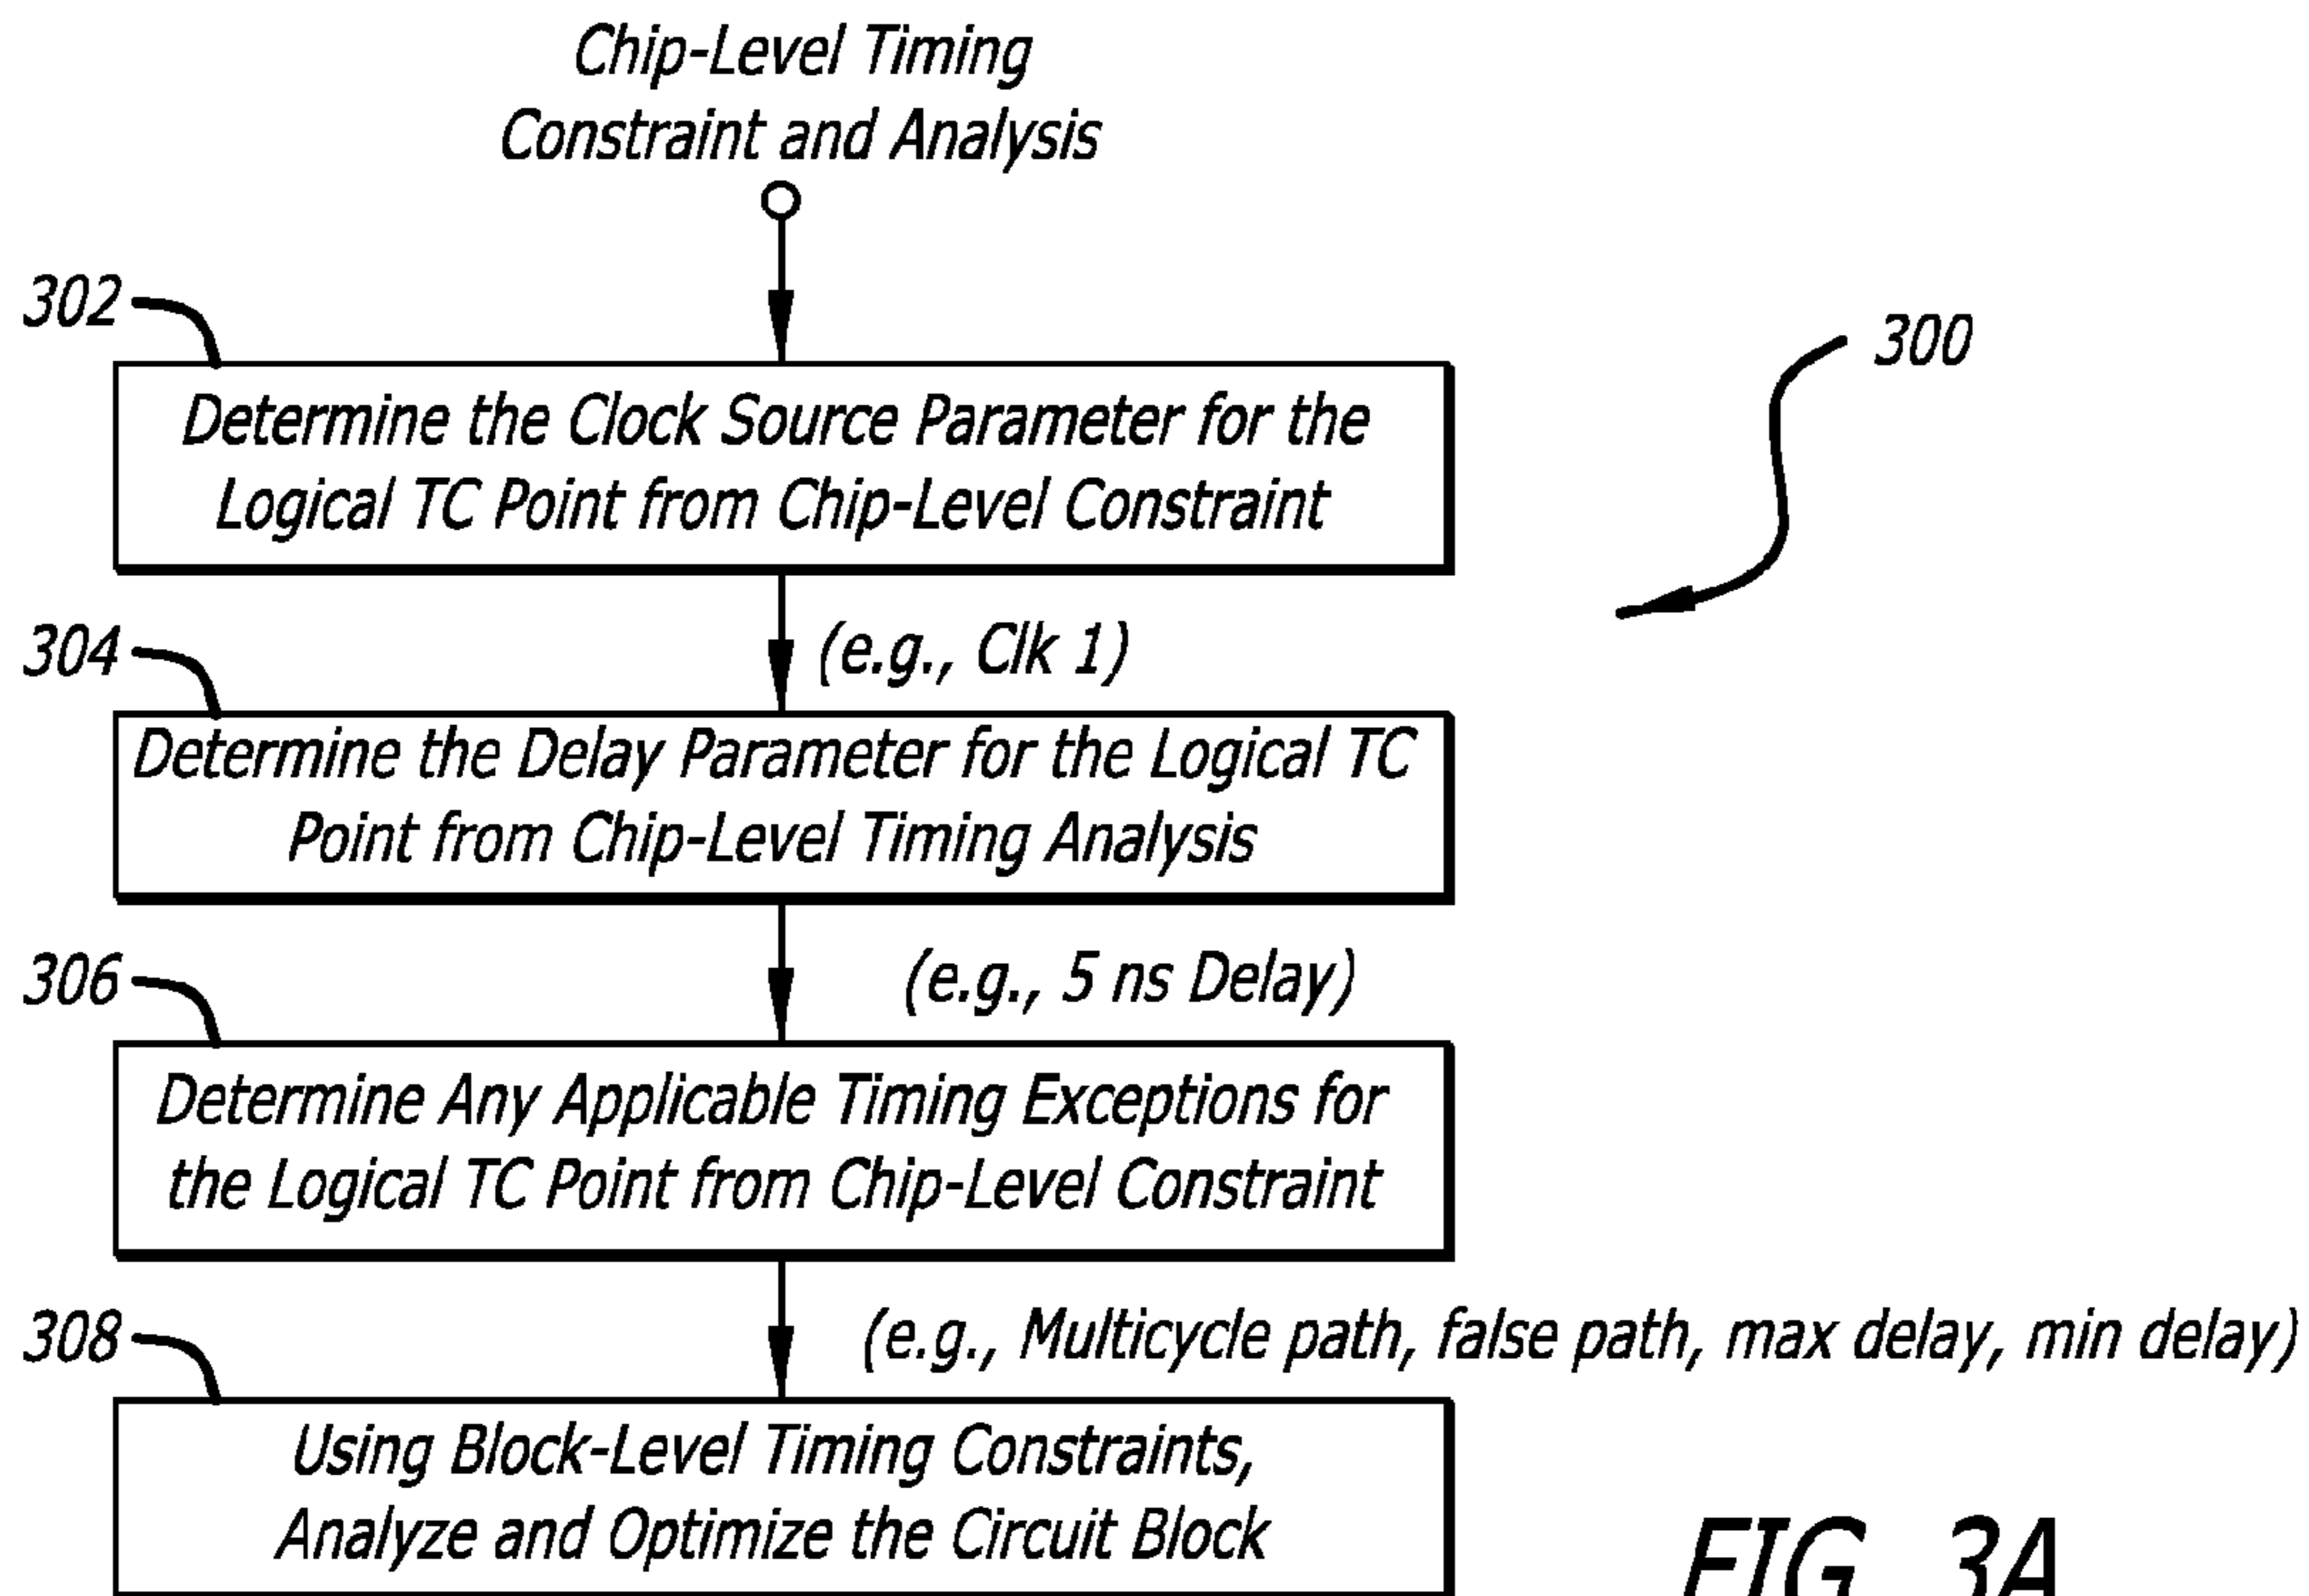 Chip-Level Timing
Constraint and Analysis
302
300
Determine the Clock Source Parameter for the
Logical TC Point from Chip-Level Constraint
(e.g., Clk 1)
304
Determine the Delay Parameter for the Logical TC
Point from Chip-Level Timing Analysis
(e.g., 5 ns Delay)
306
Determine Any Applicable Timing Exceptions for
the Logical TC Point from Chip-Level Constraint
(e.g., Multicycle path, false path, max delay, min delay)
308
Using Block-Level Timing Constraints,
Analyze and Optimize the Circuit Block
FIG. 3A